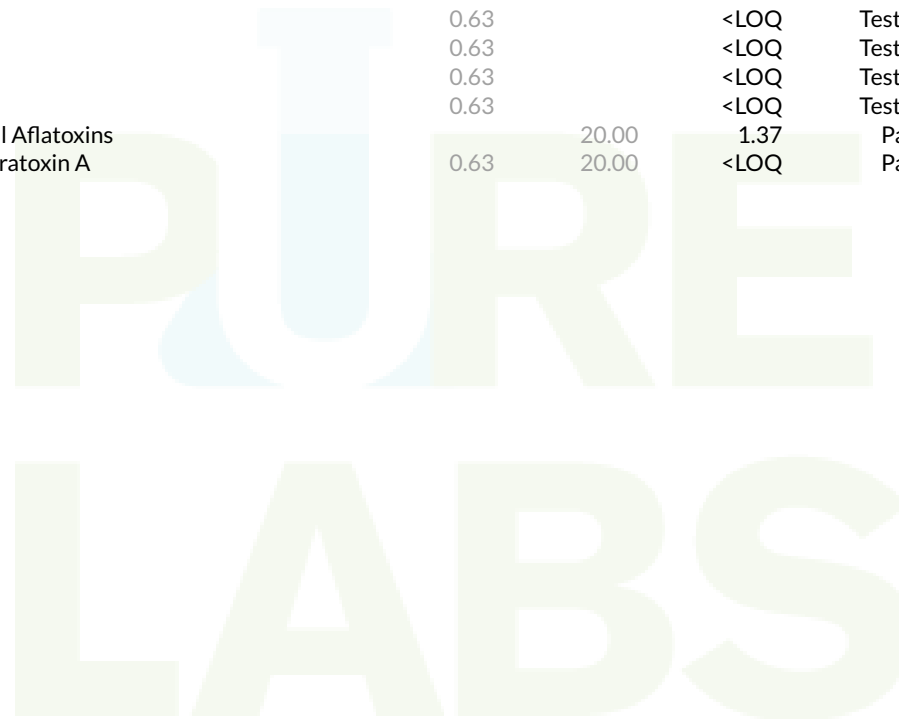 0.63 <LOQ Test
0.63 <LOQ Test
0.63 <LOQ Test
0.63 <LOQ Test
l Aflatoxins 20.00 1.37 Pa
ratoxin A 0.63 20.00 <LOQ Pa
PURE
LABS